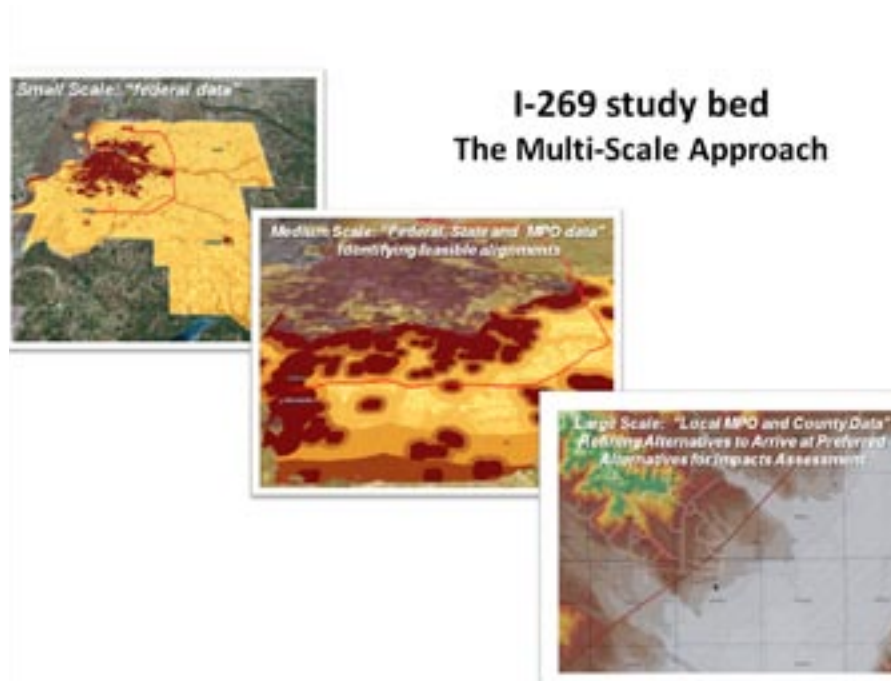 Small Scale: "federal data"
I-269 study bed
The Multi-Scale Approach
Medium Scale: "Federal, State and MPO data"
Identifying feasible alignments
Large Scale: "Local MPO and County Data"
Refining Alternatives to Arrive at Preferred
Alternatives for Impacts Assessment